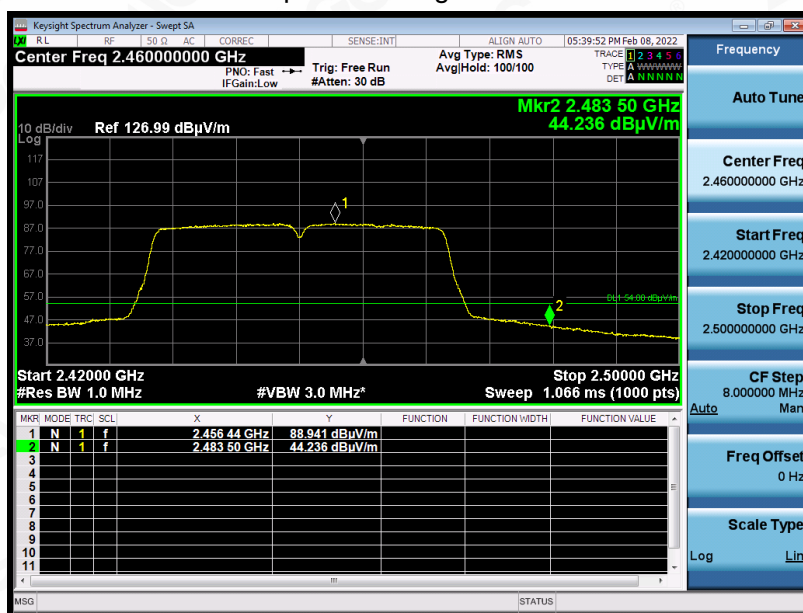 Keysight Spectrum Analyzer - Swept SA
LXI RL RF 50 Ω AC CORREC SENSE:INT ALIGN AUTO 05:39:52 PM Feb 08, 2022
Center Freq 2.460000000 GHz
PNO: Fast
IFGain:Low
Trig: Free Run
#Atten: 30 dB
Avg Type: RMS
Avg|Hold: 100/100
TRACE 1 2 3 4 5 6
TYPE A WWWWW
DET A N N N N N
Mkr2 2.483 50 GHz
44.236 dBµV/m
10 dB/div Ref 126.99 dBµV/m
Log
117
107
97.0
87.0
77.0
67.0
57.0
47.0
37.0
1
2
DL1 54.00 dBµV/m
Start 2.42000 GHz Stop 2.50000 GHz
#Res BW 1.0 MHz #VBW 3.0 MHz* Sweep 1.066 ms (1000 pts)
MKR MODE TRC SCL X Y FUNCTION FUNCTION WIDTH FUNCTION VALUE
1 N 1 f 2.456 44 GHz 88.941 dBµV/m
2 N 1 f 2.483 50 GHz 44.236 dBµV/m
3
4
5
6
7
8
9
10
11
MSG STATUS
Frequency
Auto Tune
Center Freq
2.460000000 GHz
Start Freq
2.420000000 GHz
Stop Freq
2.500000000 GHz
CF Step
8.000000 MHz
Auto Man
Freq Offset
0 Hz
Scale Type
Log Lin